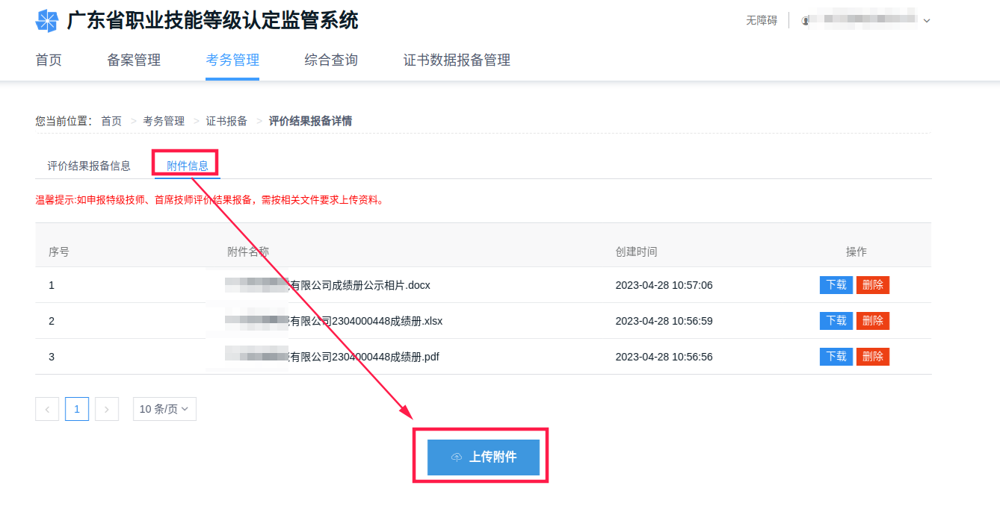 广东省职业技能等级认定监管系统
无障碍
首页 备案管理 考务管理 综合查询 证书数据报备管理
您当前位置： 首页 > 考务管理 > 证书报备 > 评价结果报备详情
评价结果报备信息 附件信息
温馨提示:如申报特级技师、首席技师评价结果报备，需按相关文件要求上传资料。
序号 附件名称 创建时间 操作
1 有限公司成绩册公示相片.docx 2023-04-28 10:57:06 下载 删除
2 有限公司2304000448成绩册.xlsx 2023-04-28 10:56:59 下载 删除
3 有限公司2304000448成绩册.pdf 2023-04-28 10:56:56 下载 删除
< 1 > 10 条/页
上传附件